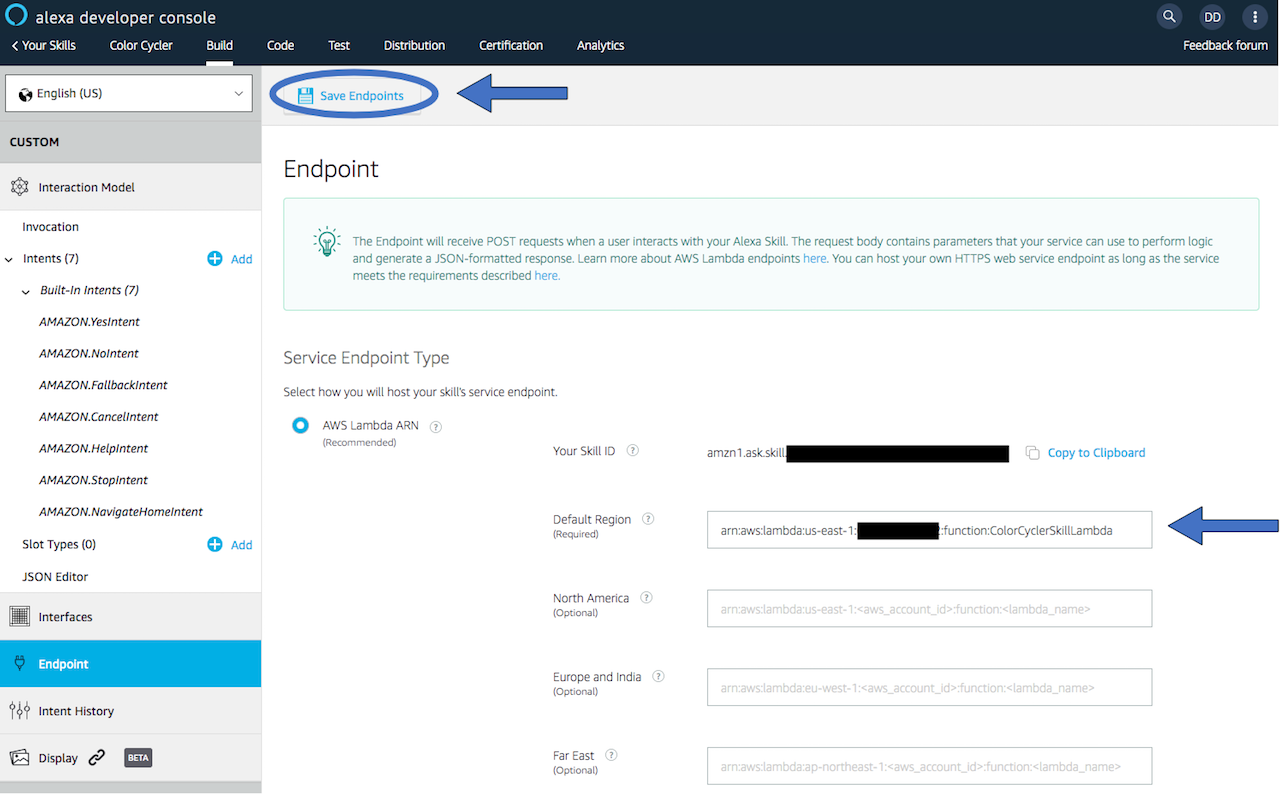 alexa developer console
DD
Your Skills
Color Cycler
Build
Code
Test
Distribution
Certification
Analytics
Feedback forum
English (US)
Save Endpoints
CUSTOM
Interaction Model
Invocation
Intents (7)
Add
Built-In Intents (7)
AMAZON.YesIntent
AMAZON.NoIntent
AMAZON.FallbackIntent
AMAZON.CancelIntent
AMAZON.HelpIntent
AMAZON.StopIntent
AMAZON.NavigateHomeIntent
Slot Types (0)
Add
JSON Editor
Interfaces
Endpoint
Intent History
Display
BETA
Endpoint
The Endpoint will receive POST requests when a user interacts with your Alexa Skill. The request body contains parameters that your service can use to perform logic
and generate a JSON-formatted response. Learn more about AWS Lambda endpoints here. You can host your own HTTPS web service endpoint as long as the service
meets the requirements described here.
Service Endpoint Type
Select how you will host your skill's service endpoint.
AWS Lambda ARN ?
(Recommended)
Your Skill ID ?
amzn1.ask.skill.
Copy to Clipboard
Default Region ?
(Required)
arn:aws:lambda:us-east-1: :function:ColorCyclerSkillLambda
North America ?
(Optional)
arn:aws:lambda:us-east-1:<aws_account_id>:function:<lambda_name>
Europe and India ?
(Optional)
arn:aws:lambda:eu-west-1:<aws_account_id>:function:<lambda_name>
Far East ?
(Optional)
arn:aws:lambda:ap-northeast-1:<aws_account_id>:function:<lambda_name>